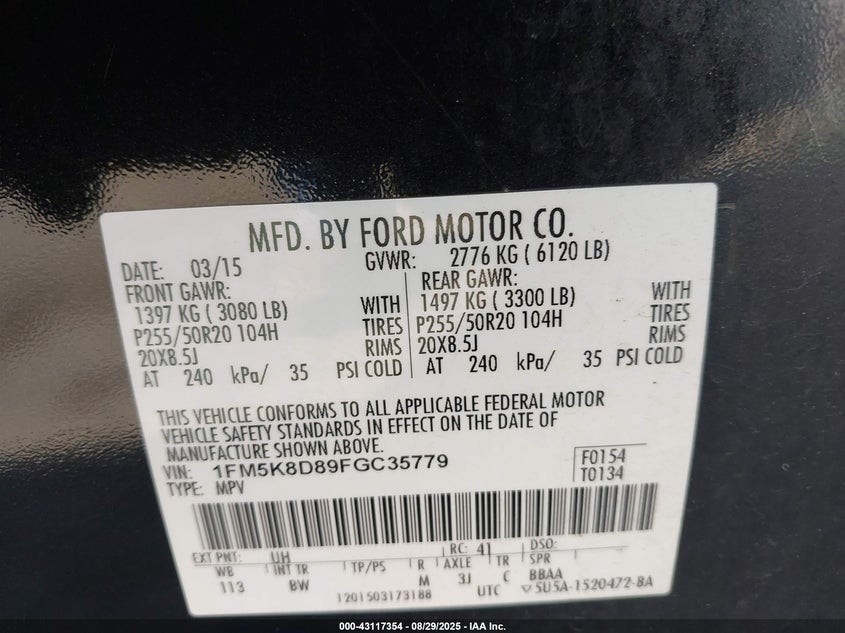 MFD. BY FORD MOTOR CO.
DATE: 03/15 GVWR: 2776 KG ( 6120 LB)
FRONT GAWR: REAR GAWR:
1397 KG ( 3080 LB) WITH 1497 KG ( 3300 LB) WITH
P255/50R20 104H TIRES P255/50R20 104H TIRES
20X8.5J RIMS 20X8.5J RIMS
AT 240 kPa/ 35 PSI COLD AT 240 kPa/ 35 PSI COLD
THIS VEHICLE CONFORMS TO ALL APPLICABLE FEDERAL MOTOR
VEHICLE SAFETY STANDARDS IN EFFECT ON THE DATE OF
MANUFACTURE SHOWN ABOVE.
VIN: 1FM5K8D89FGC35779 F0154
TYPE: MPV T0134
EXT PNT: UH RC: 41 DSO:
WB INT TR TP/PS R AXLE TR SPR
113 BW M 3J C BBAA
1201503173188 UTC 5U5A-1520472-BA
000-43117354 - 08/29/2025 - IAA Inc.